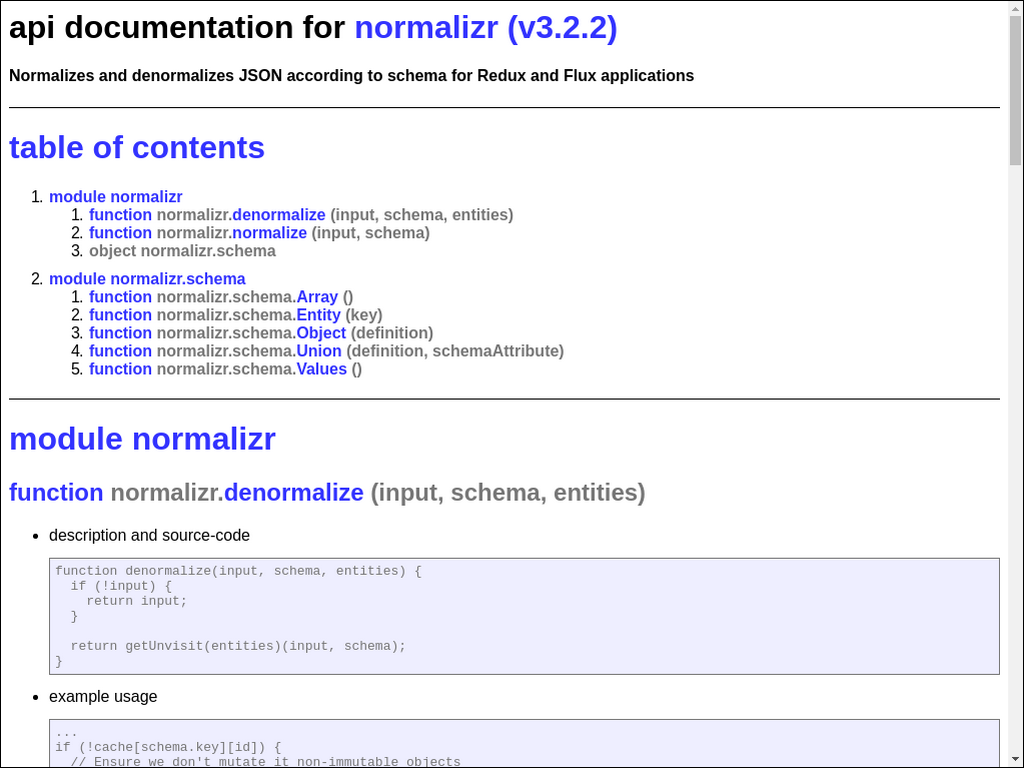 api documentation for normalizr (v3.2.2)
Normalizes and denormalizes JSON according to schema for Redux and Flux applications
table of contents
1. module normalizr
1. function normalizr.denormalize (input, schema, entities)
2. function normalizr.normalize (input, schema)
3. object normalizr.schema
2. module normalizr.schema
1. function normalizr.schema.Array ()
2. function normalizr.schema.Entity (key)
3. function normalizr.schema.Object (definition)
4. function normalizr.schema.Union (definition, schemaAttribute)
5. function normalizr.schema.Values ()
module normalizr
function normalizr.denormalize (input, schema, entities)
• description and source-code
function denormalize(input, schema, entities) {
  if (!input) {
    return input;
  }
  return getUnvisit(entities)(input, schema);
}
• example usage
...
if (!cache[schema.key][id]) {
  // Ensure we don't mutate it non-immutable objects